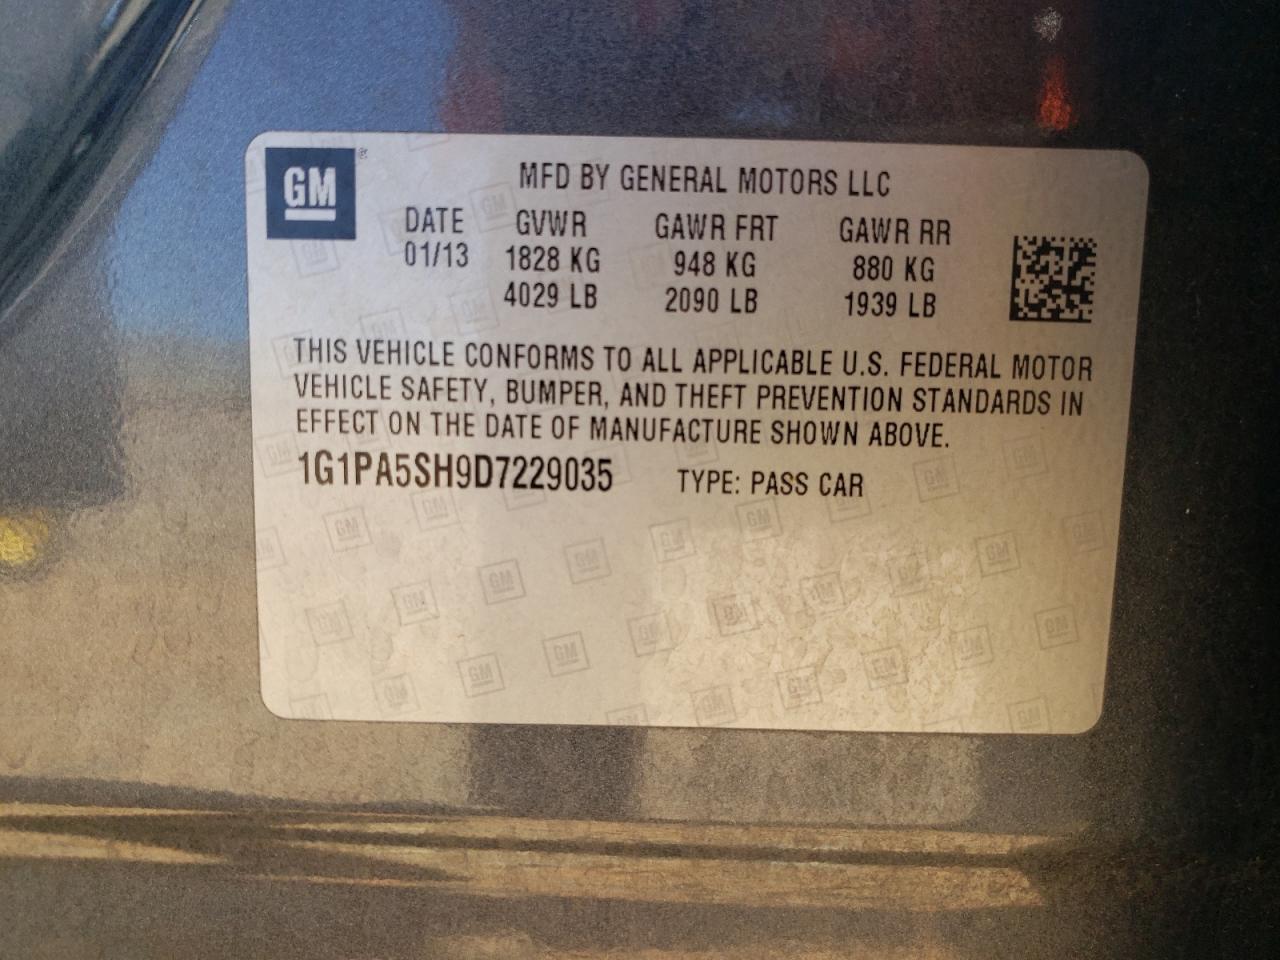 GM
MFD BY GENERAL MOTORS LLC
DATE GVWR GAWR FRT GAWR RR
01/13 1828 KG 948 KG 880 KG
4029 LB 2090 LB 1939 LB
THIS VEHICLE CONFORMS TO ALL APPLICABLE U.S. FEDERAL MOTOR
VEHICLE SAFETY, BUMPER, AND THEFT PREVENTION STANDARDS IN
EFFECT ON THE DATE OF MANUFACTURE SHOWN ABOVE.
1G1PA5SH9D7229035 TYPE: PASS CAR